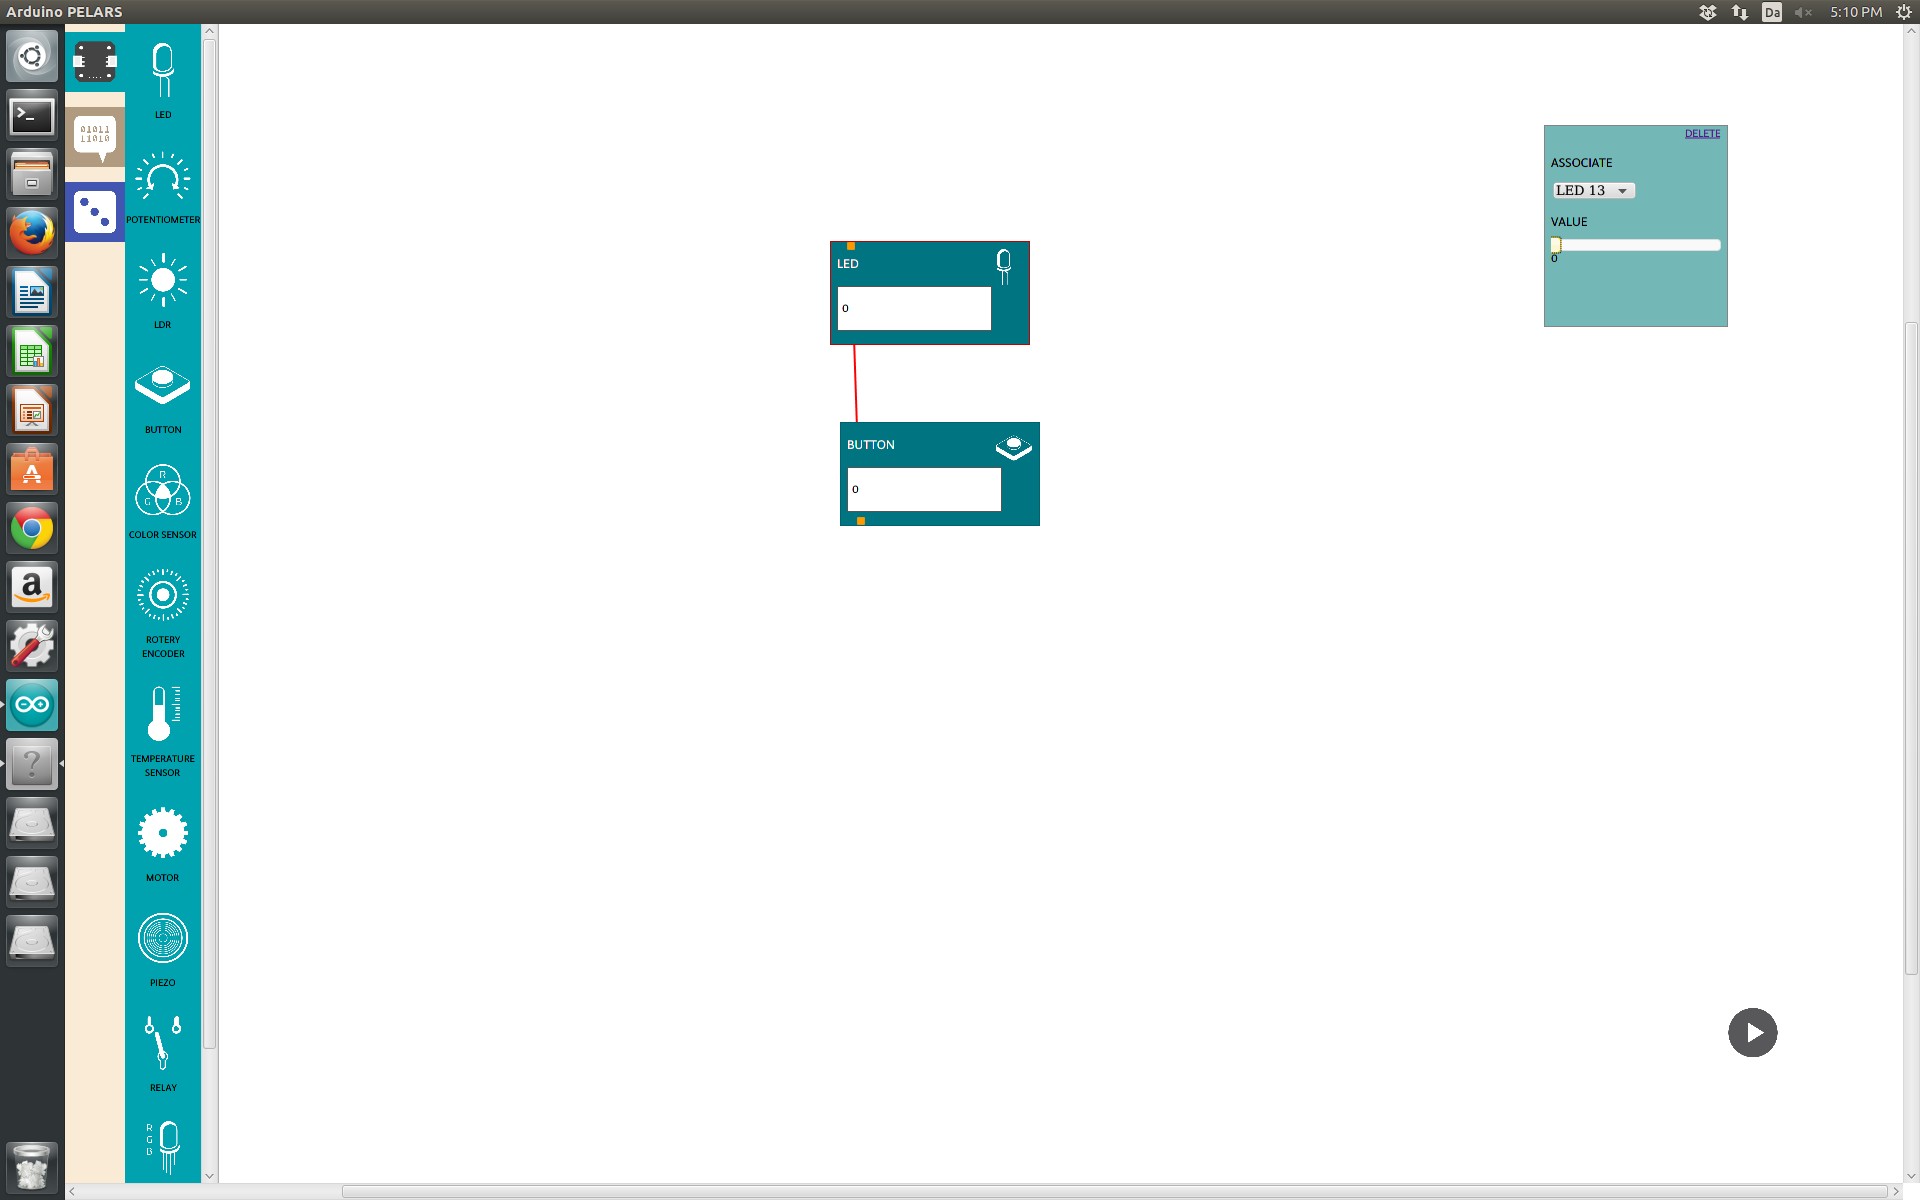 Arduino PELARS
Da
5:10 PM
01011
11010
LED
POTENTIOMETER
LDR
BUTTON
R
G B
COLOR SENSOR
ROTERY
ENCODER
TEMPERATURE
SENSOR
MOTOR
PIEZO
RELAY
R
G
B
LED
0
BUTTON
0
DELETE
ASSOCIATE
LED 13
VALUE
0
>_
A
a
?